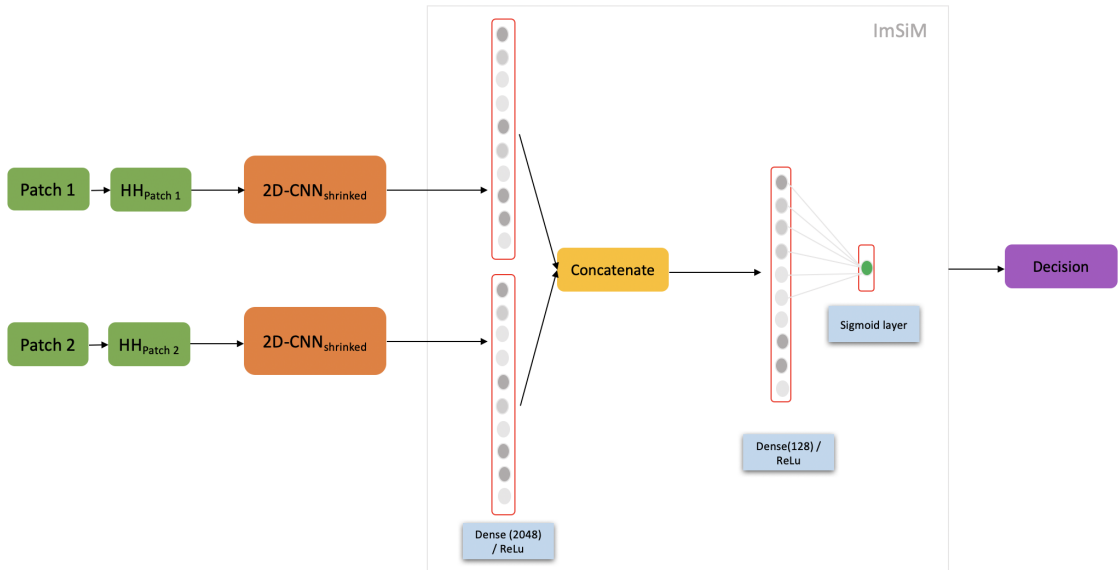 ImSiM
Patch 1
HHPatch 1
2D-CNNshrinked
Concatenate
Decision
Sigmoid layer
Patch 2
HHPatch 2
2D-CNNshrinked
Dense(128) /
ReLu
Dense (2048)
/ ReLu